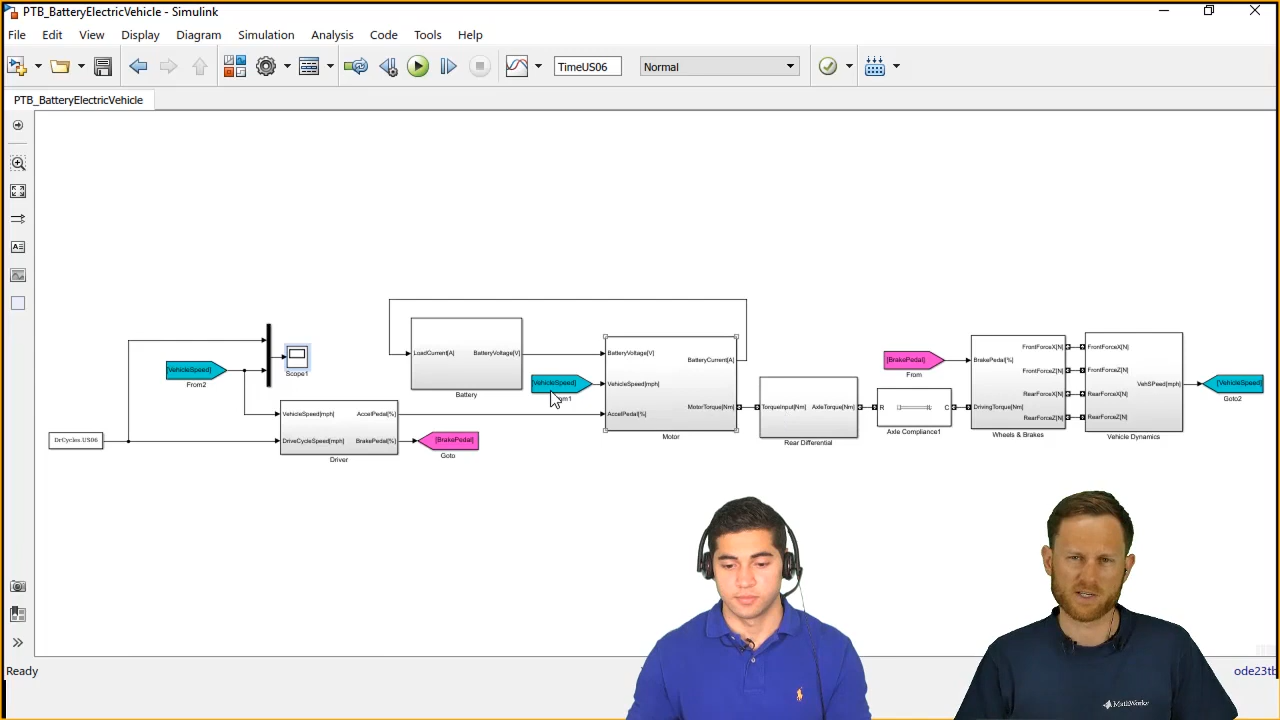 PTB_BatteryElectricVehicle - Simulink
File Edit View Display Diagram Simulation Analysis Code Tools Help
TimeUS06
Normal
PTB_BatteryElectricVehicle
[VehicleSpeed]
From2
Scope1
DrCycles.US06
VehicleSpeed[mph]
AccelPedal[%]
DriveCycleSpeed[mph]
BrakePedal[%]
Driver
[BrakePedal]
Goto
LoadCurrent[A]
BatteryVoltage[V]
Battery
[VehicleSpeed]
BatteryVoltage[V]
BatteryCurrent[A]
VehicleSpeed[mph]
MotorTorque[Nm]
AccelPedal[%]
Motor
TorqueInput[Nm]
AxleTorque[Nm]
Rear Differential
R
C
Axle Compliance1
[BrakePedal]
From
FrontForceX[N]
BrakePedal[%]
FrontForceZ[N]
RearForceX[N]
DrivingTorque[Nm]
RearForceZ[N]
Wheels & Brakes
FrontForceX[N]
FrontForceZ[N]
VehSPeed[mph]
RearForceX[N]
RearForceZ[N]
Vehicle Dynamics
[VehicleSpeed]
Goto2
Ready
ode23tb
MathWorks